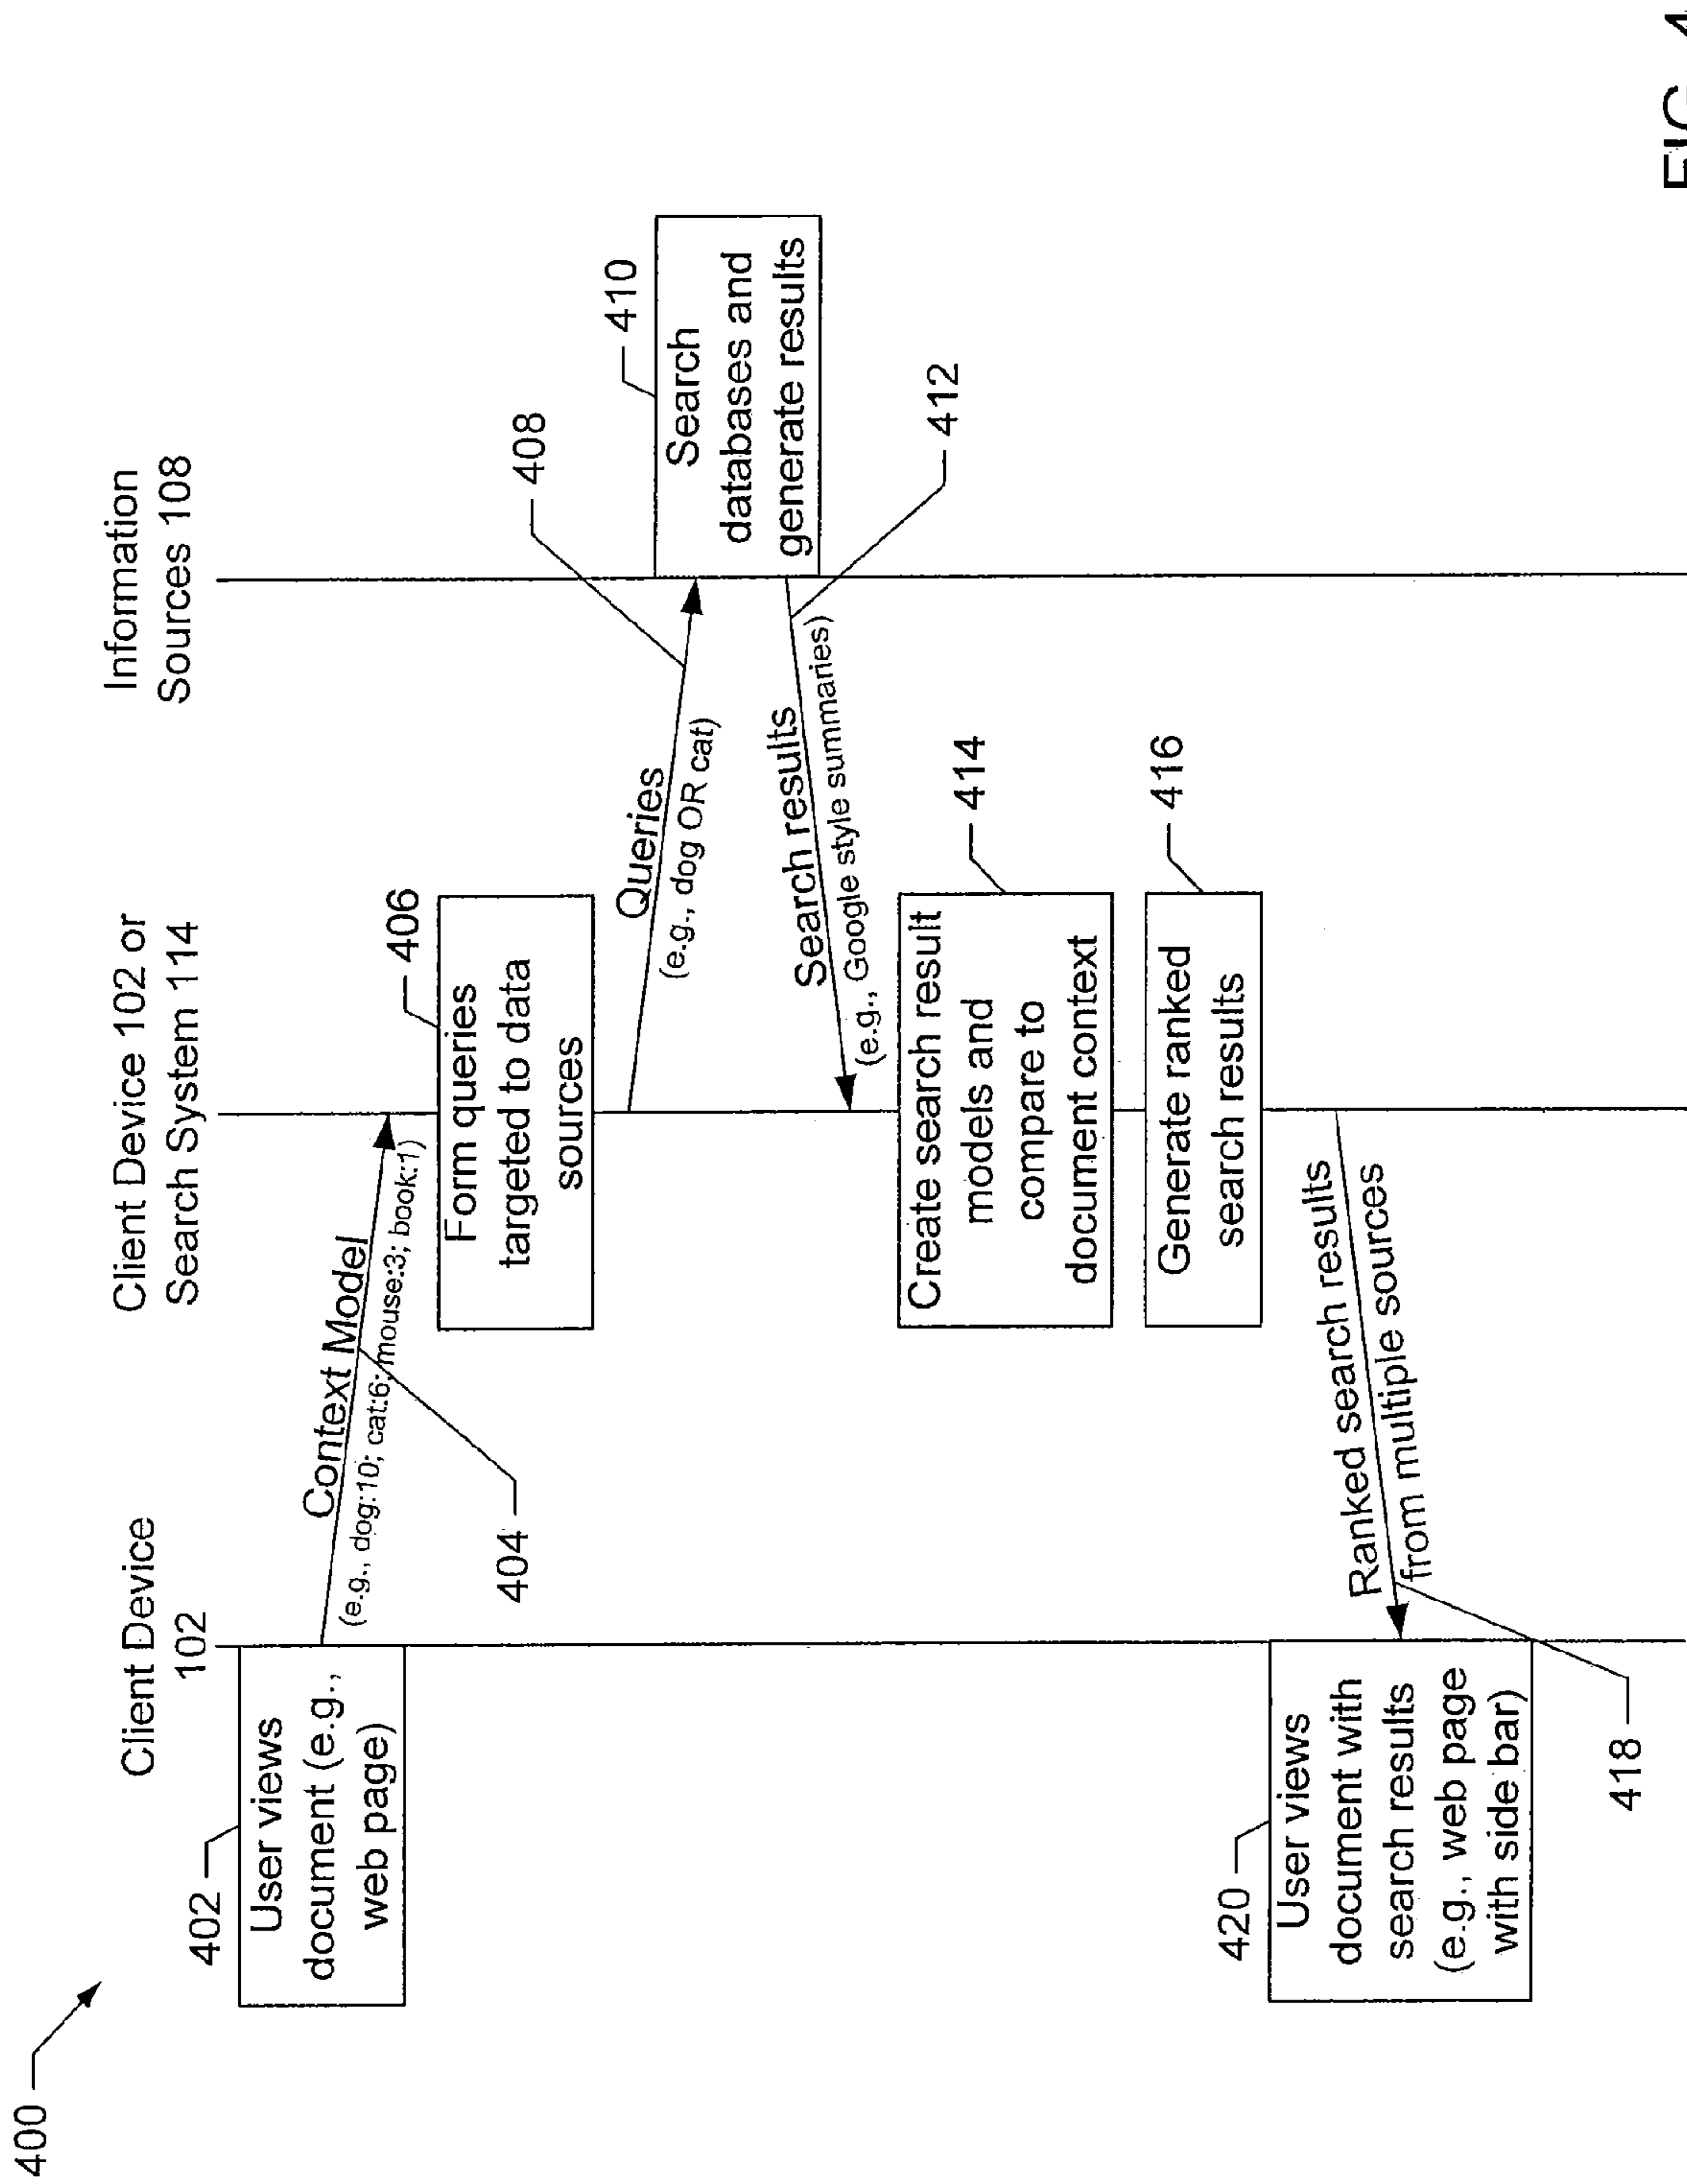 400
Client Device
102
Client Device 102 or
Search System 114
Information
Sources 108
402
User views
document (e.g.,
web page)
Context Model
(e.g., dog:10; cat:6; mouse:3; book:1)
404
406
Form queries
targeted to data
sources
Queries
(e.g., dog OR cat)
408
410
Search
databases and
generate results
Search results
(e.g., Google style summaries)
412
414
Create search result
models and
compare to
document context
416
Generate ranked
search results
Ranked search results
from multiple sources
418
420
User views
document with
search results
(e.g., web page
with side bar)
FIG. 4